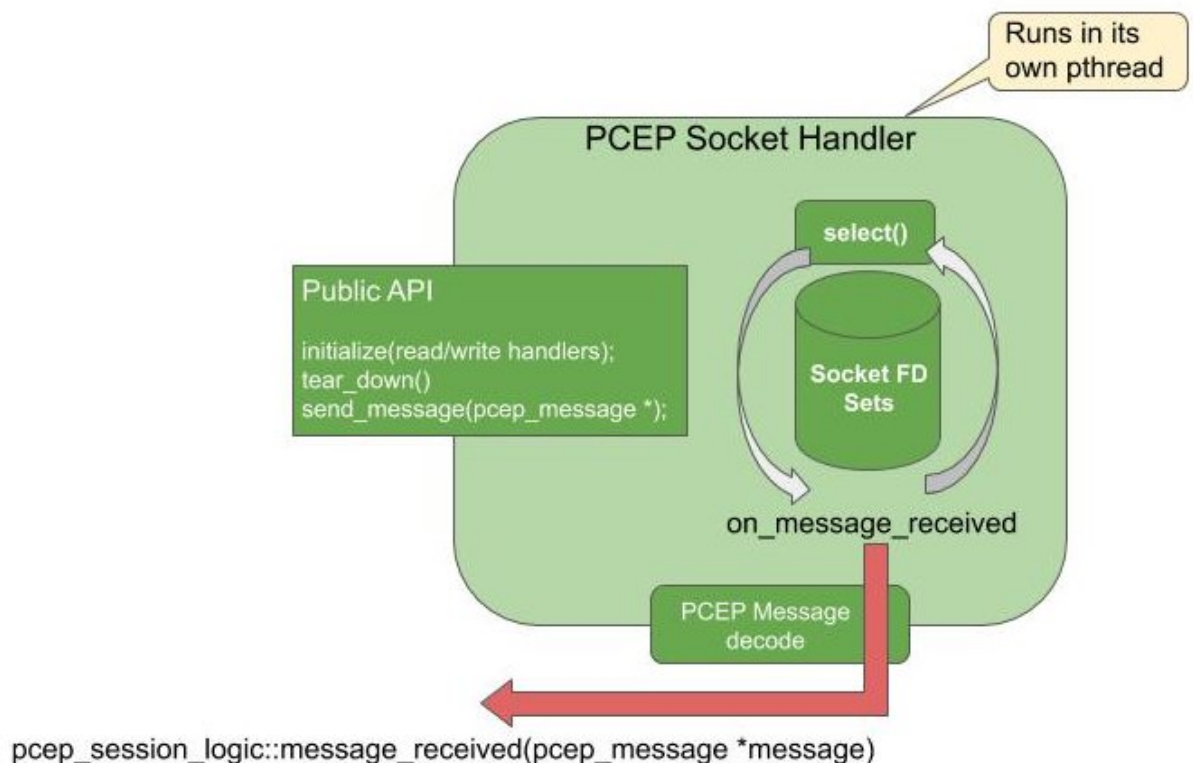 Runs in its
own pthread
PCEP Socket Handler
select()
Public API
initialize(read/write handlers);
tear_down()
send_message(pcep_message *);
Socket FD
Sets
on_message_received
PCEP Message
decode
pcep_session_logic::message_received(pcep_message *message)